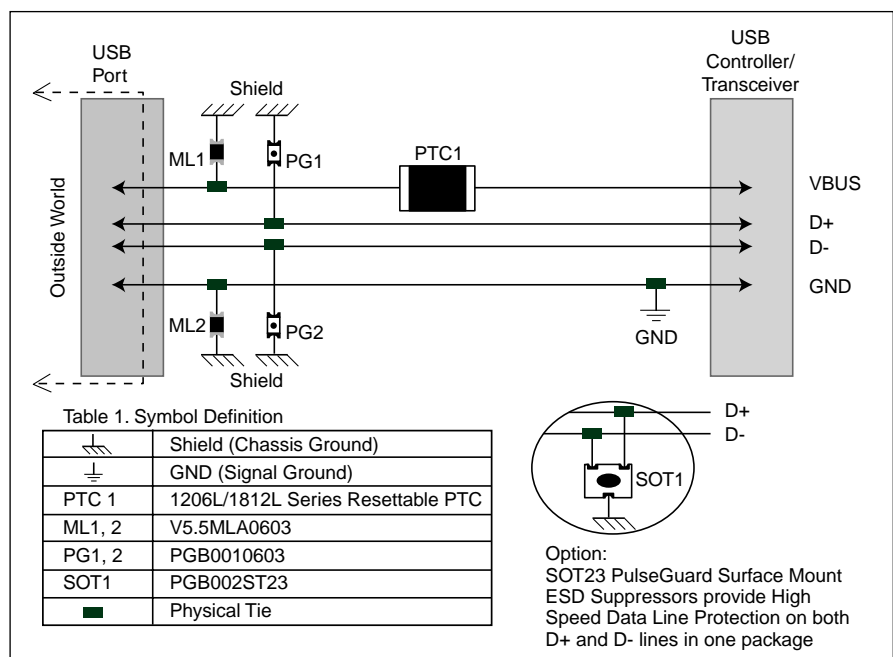 USB
Port
USB
Controller/
Transceiver
Shield
ML1
PG1
PTC1
VBUS
D+
D-
GND
Outside World
ML2
PG2
GND
Shield
Table 1. Symbol Definition
Shield (Chassis Ground)
GND (Signal Ground)
PTC 1 1206L/1812L Series Resettable PTC
ML1, 2 V5.5MLA0603
PG1, 2 PGB0010603
SOT1 PGB002ST23
Physical Tie
D+
D-
SOT1
Option:
SOT23 PulseGuard Surface Mount
ESD Suppressors provide High
Speed Data Line Protection on both
D+ and D- lines in one package